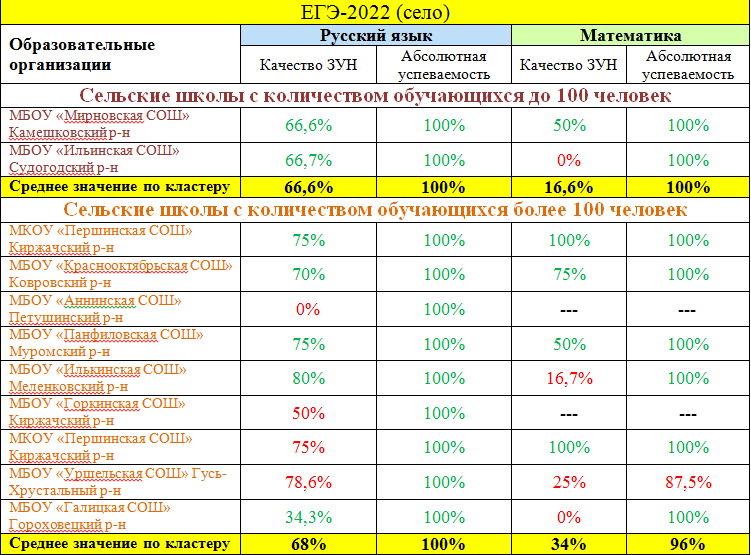 ЕГЭ-2022 (село)
Образовательные организации Русский язык Математика
Качество ЗУН Абсолютная успеваемость Качество ЗУН Абсолютная успеваемость
Сельские школы с количеством обучающихся до 100 человек
МБОУ «Мирновская СОШ»
Камешковский р-н 66,6% 100% 50% 100%
МБОУ «Ильинская СОШ»
Судогодский р-н 66,7% 100% 0% 100%
Среднее значение по кластеру 66,6% 100% 16,6% 100%
Сельские школы с количеством обучающихся более 100 человек
МКОУ «Першинская СОШ»
Киржачский р-н 75% 100% 100% 100%
МБОУ «Краснооктябрьская СОШ»
Ковровский р-н 70% 100% 75% 100%
МБОУ «Аннинская СОШ»
Петушинский р-н 0% 100% --- ---
МБОУ «Панфиловская СОШ»
Муромский р-н 75% 100% 50% 100%
МБОУ «Илькинская СОШ»
Меленковский р-н 80% 100% 16,7% 100%
МБОУ «Горкинская СОШ»
Киржачский р-н 50% 100% --- ---
МКОУ «Першинская СОШ»
Киржачский р-н 75% 100% 100% 100%
МБОУ «Уршельская СОШ» Гусь-
Хрустальный р-н 78,6% 100% 25% 87,5%
МБОУ «Галицкая СОШ»
Гороховецкий р-н 34,3% 100% 0% 100%
Среднее значение по кластеру 68% 100% 34% 96%